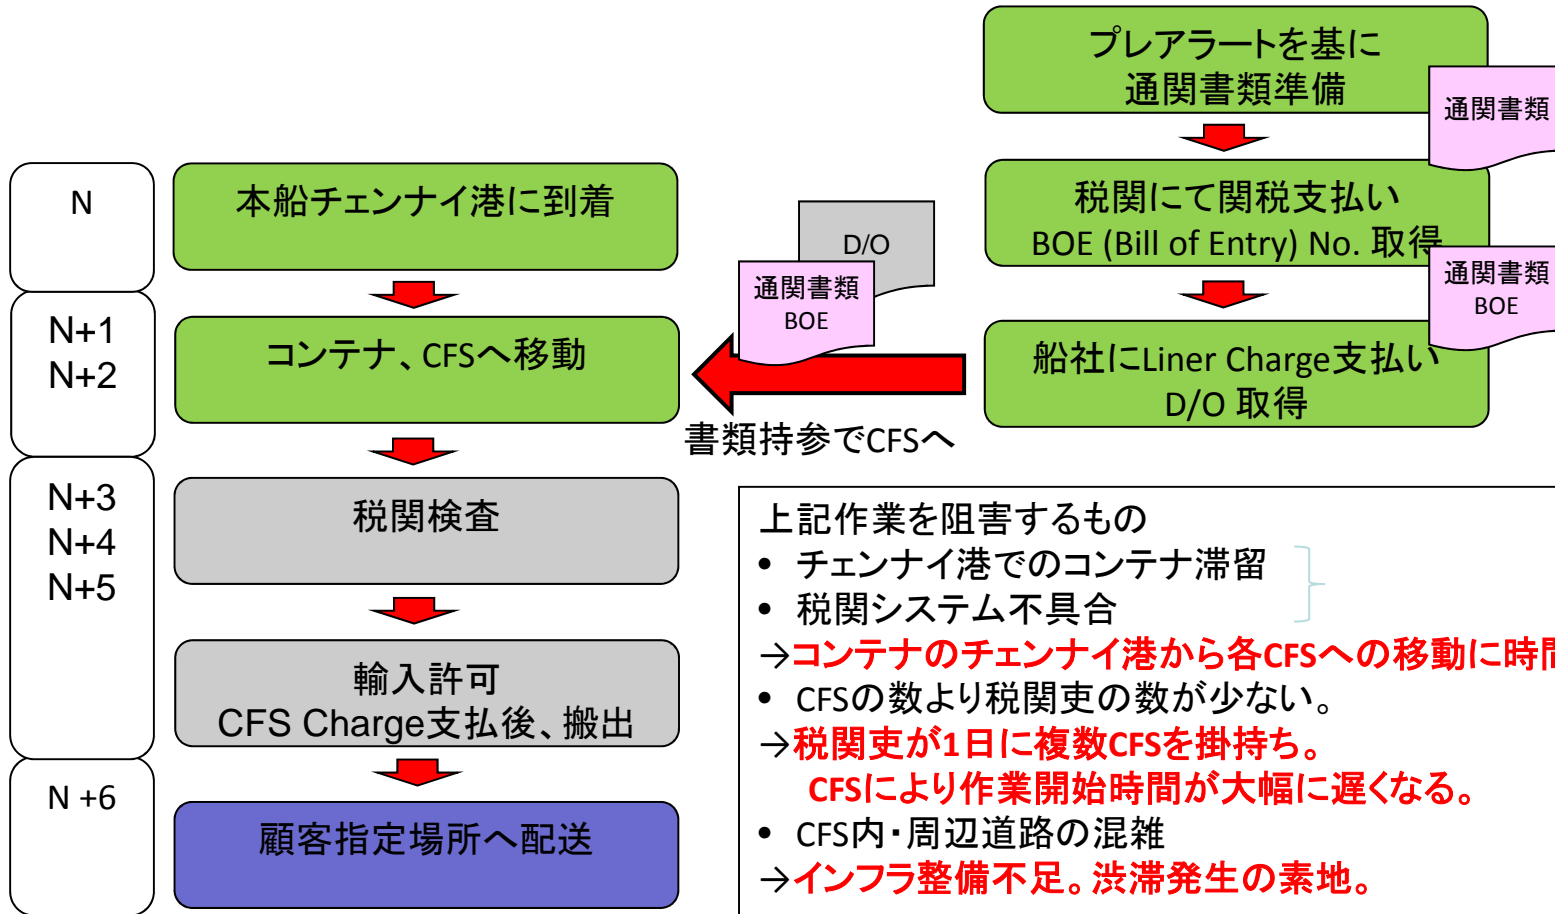 プレアラートを基に
通関書類準備
通関書類
税関にて関税支払い
BOE (Bill of Entry) No. 取得
通関書類
BOE
船社にLiner Charge支払い
D/O 取得
D/O
通関書類
BOE
書類持参でCFSへ
N
本船チェンナイ港に到着
N+1
N+2
コンテナ、CFSへ移動
N+3
N+4
N+5
税関検査
輸入許可
CFS Charge支払後、搬出
N +6
顧客指定場所へ配送
上記作業を阻害するもの
• チェンナイ港でのコンテナ滞留
• 税関システム不具合
→コンテナのチェンナイ港から各CFSへの移動に時間
• CFSの数より税関吏の数が少ない。
→税関吏が1日に複数CFSを掛持ち。
CFSにより作業開始時間が大幅に遅くなる。
• CFS内・周辺道路の混雑
→インフラ整備不足。渋滞発生の素地。